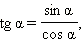 tg α = sin α / cos α,